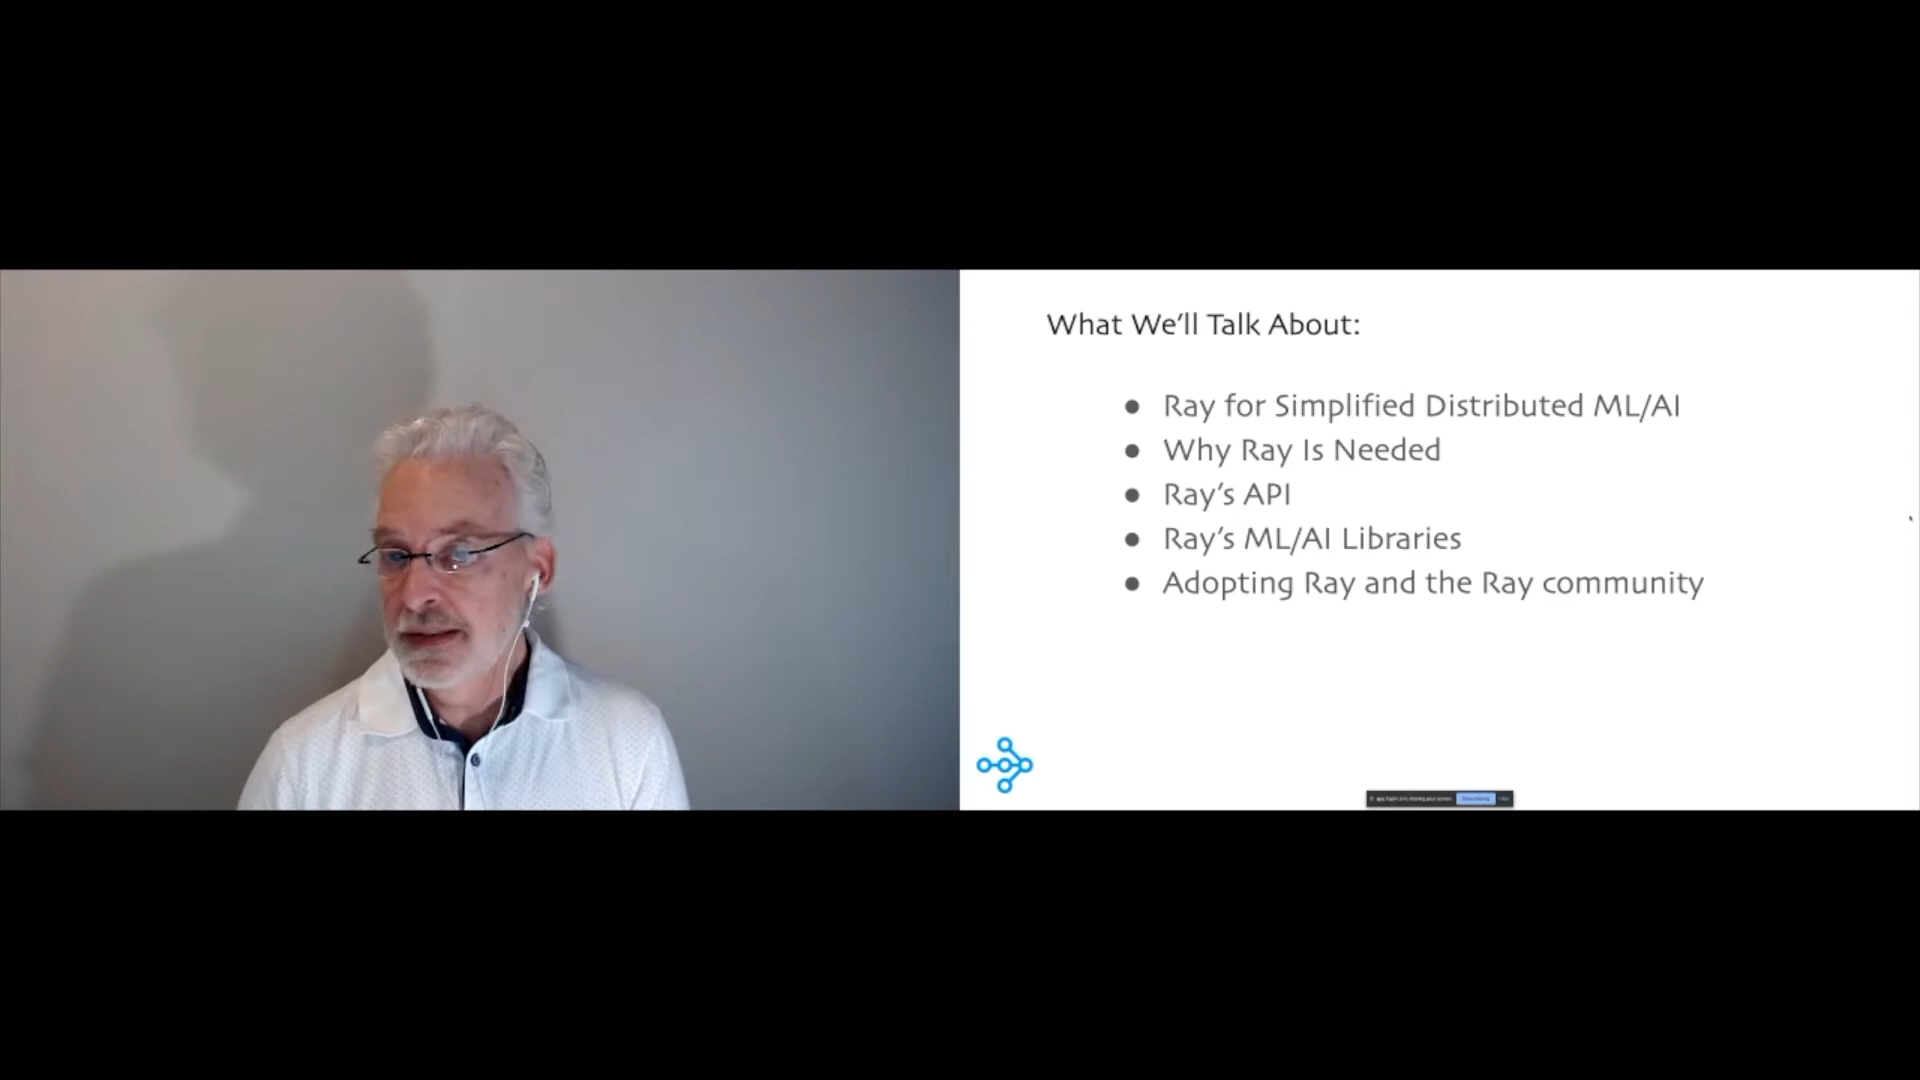 What We'll Talk About:
● Ray for Simplified Distributed ML/AI
● Why Ray Is Needed
● Ray's API
● Ray's ML/AI Libraries
● Adopting Ray and the Ray community